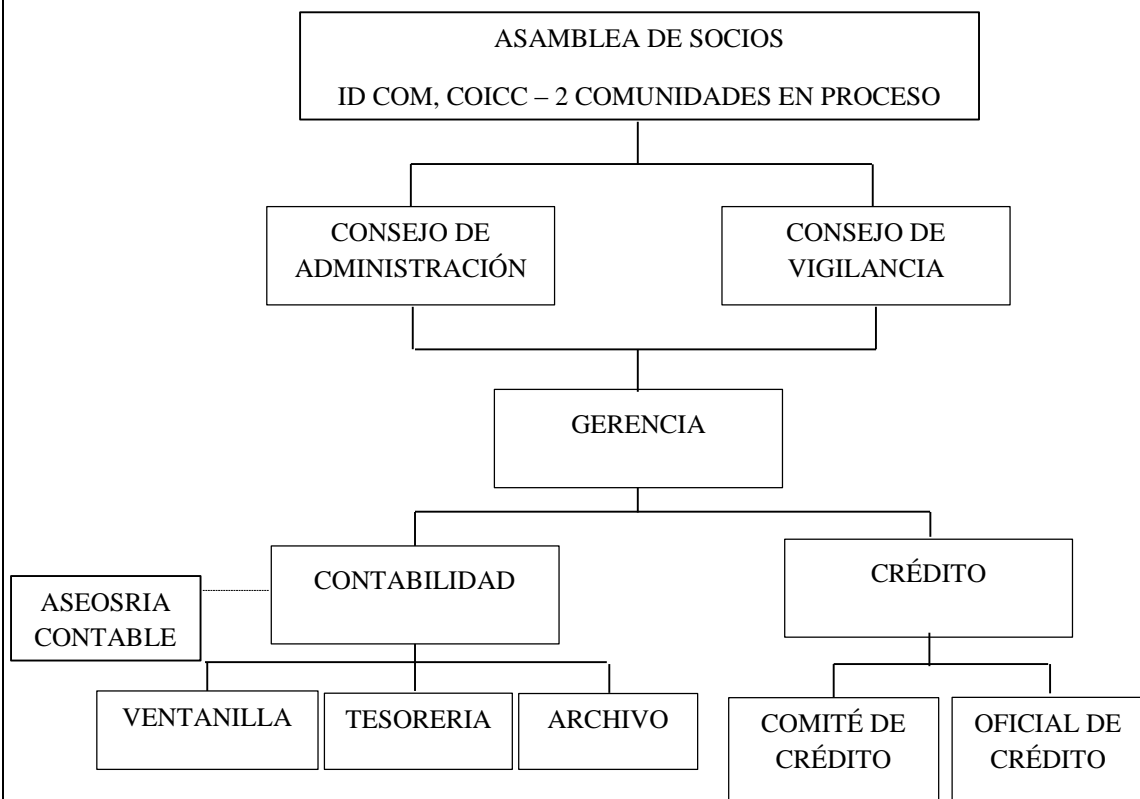 ASAMBLEA DE SOCIOS
ID COM, COICC – 2 COMUNIDADES EN PROCESO
CONSEJO DE
ADMINISTRACIÓN
CONSEJO DE
VIGILANCIA
GERENCIA
CONTABILIDAD
CRÉDITO
ASEOSRIA
CONTABLE
VENTANILLA
TESORERIA
ARCHIVO
COMITÉ DE
CRÉDITO
OFICIAL DE
CRÉDITO